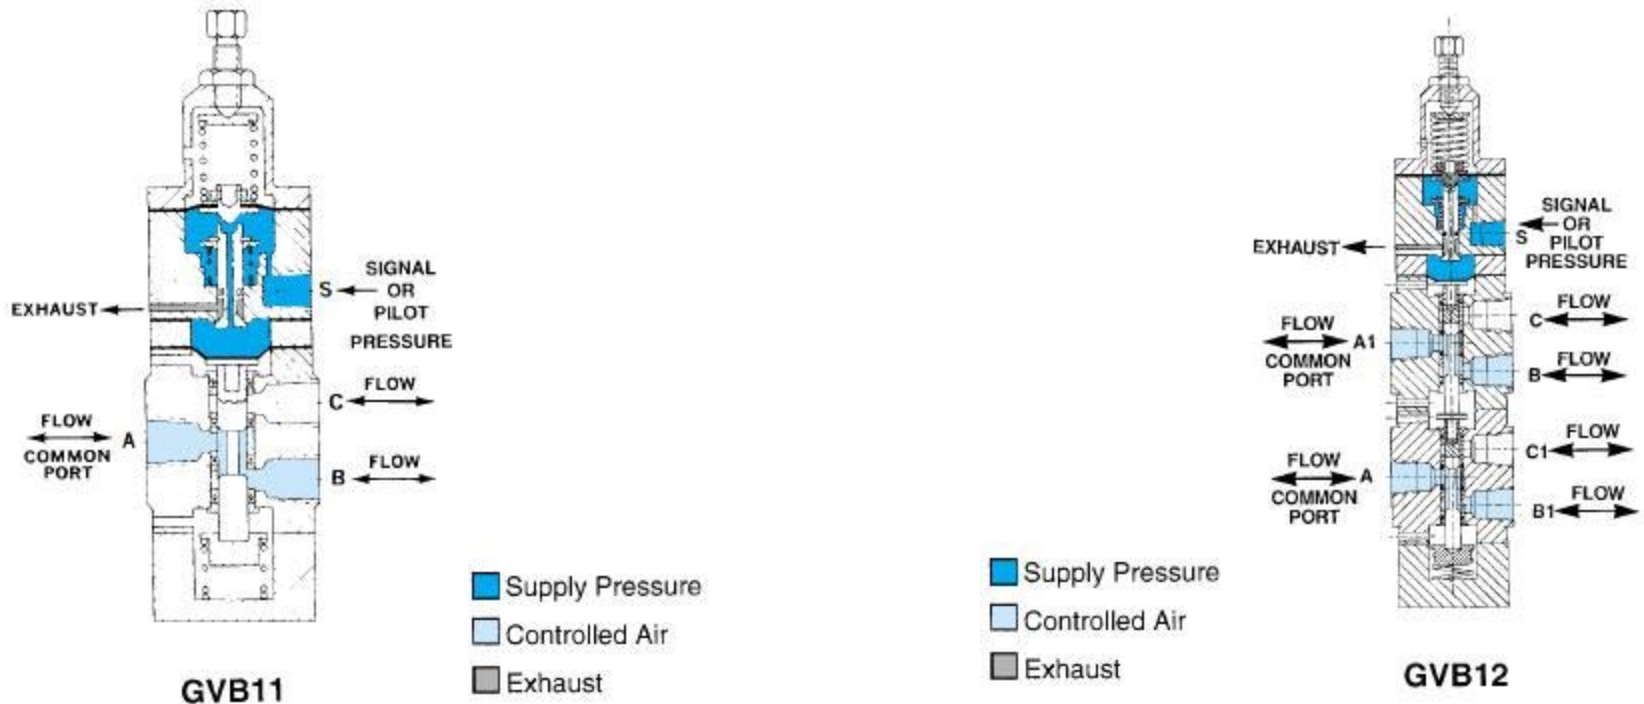 SIGNAL
OR
PILOT
PRESSURE
S
EXHAUST
FLOW
C
FLOW
A
COMMON
PORT
FLOW
B
Supply Pressure
Controlled Air
Exhaust
GVB11
SIGNAL
OR
S PILOT
PRESSURE
EXHAUST
FLOW
C
FLOW
A1
COMMON
PORT
FLOW
B
FLOW
C1
FLOW
A
COMMON
PORT
FLOW
B1
Supply Pressure
Controlled Air
Exhaust
GVB12